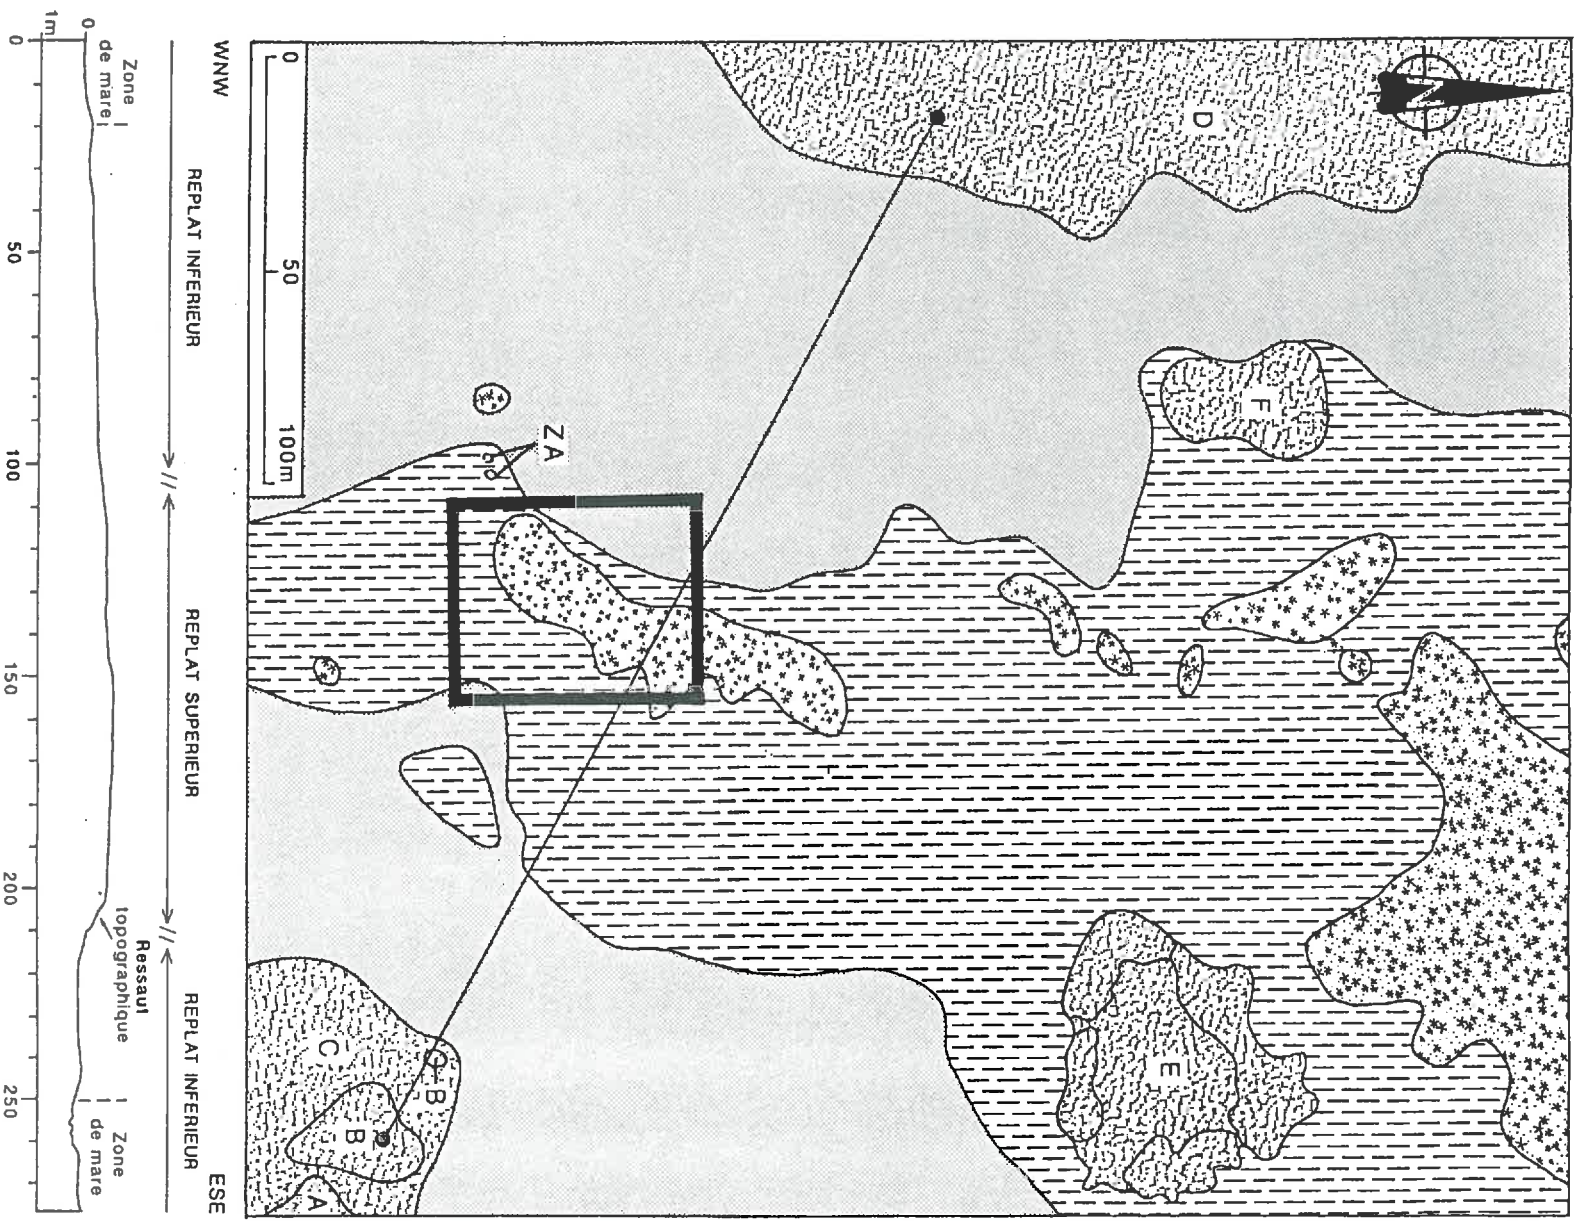 N
D
F
E
ZA
C
B
B
A
0
50
100m
WNW
ESE
REPLAT INFERIEUR
//
REPLAT SUPERIEUR
//
REPLAT INFERIEUR
Zone
de mare
Ressaut
topographique
Zone
de mare
0
1m
0
50
100
150
200
250